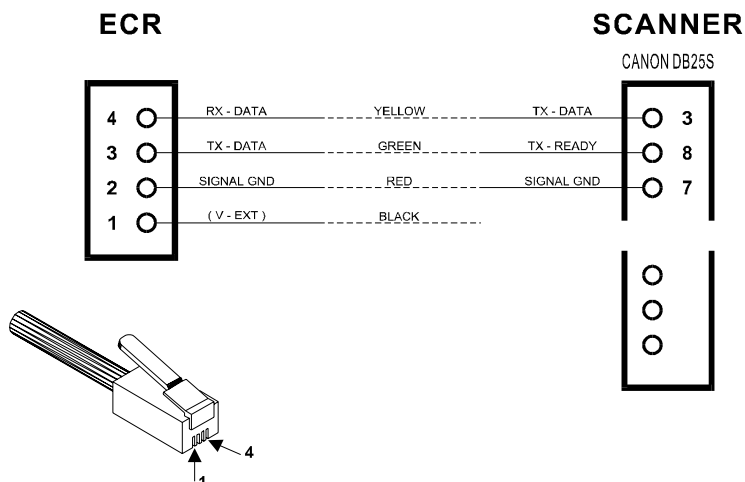 ECR SCANNER
CANON DB25S
4 RX - DATA YELLOW TX - DATA 3
3 TX - DATA GREEN TX - READY 8
2 SIGNAL GND RED SIGNAL GND 7
1 ( V - EXT ) BLACK
4
1